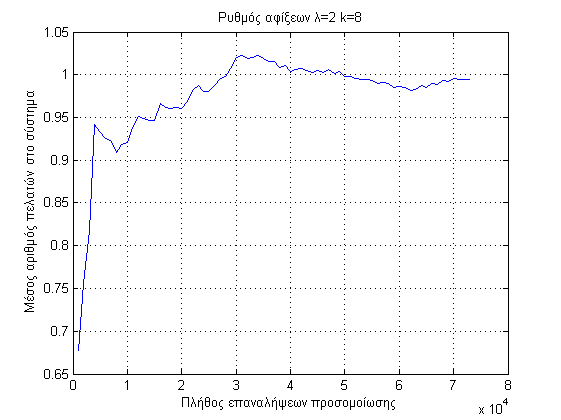 Ρυθμός αφίξεων λ=2 k=8
Μέσος αριθμός πελατών στο σύστημα
1.05
1
0.95
0.9
0.85
0.8
0.75
0.7
0.65
0 1 2 3 4 5 6 7 8
x 10^4
Πλήθος επαναλήψεων προσομοίωσης